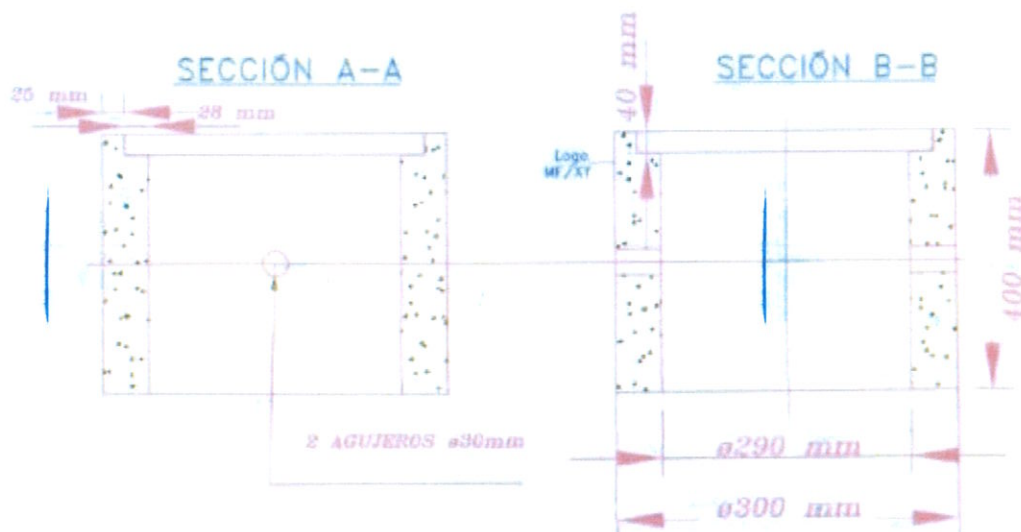 SECCIÓN A-A
25 mm
28 mm
2 AGUJEROS ø30mm
SECCIÓN B-B
40 mm
Logo
MF/XY
400 mm
ø290 mm
ø300 mm